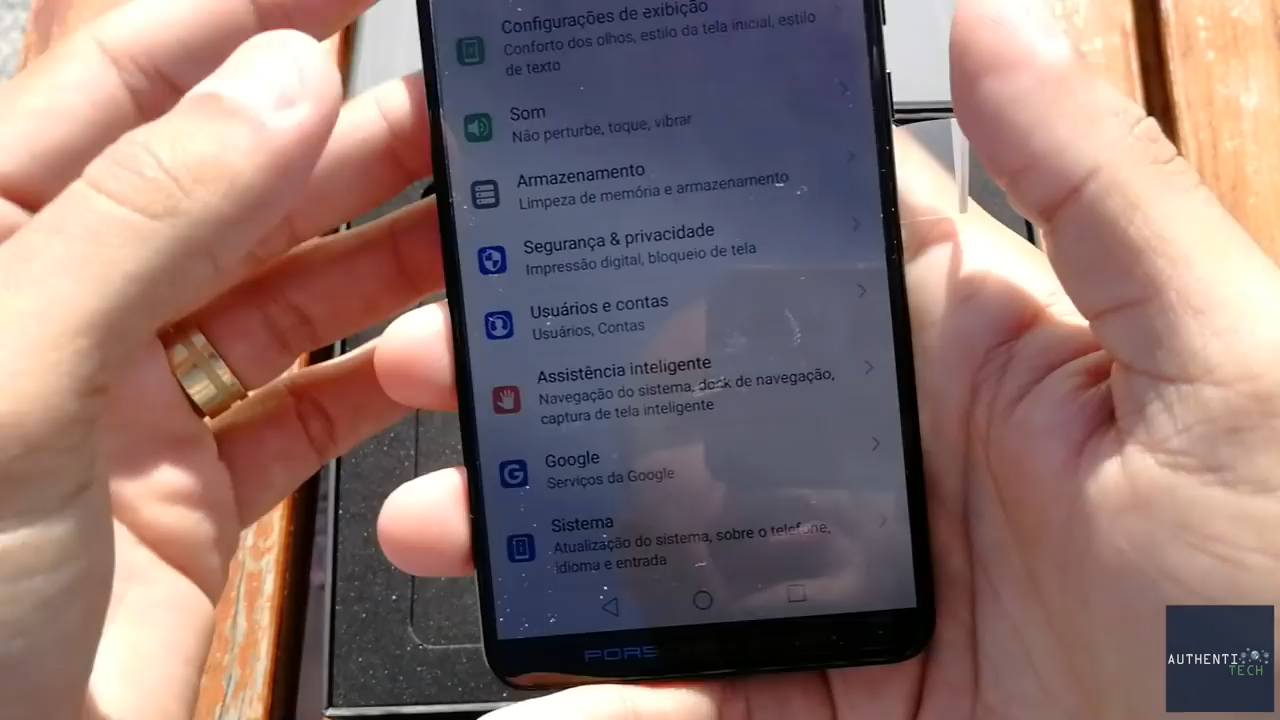 Configurações de exibição
Conforto dos olhos, estilo da tela inicial, estilo
de texto
Som
Não perturbe, toque, vibrar
Armazenamento
Limpeza de memória e armazenamento
Segurança & privacidade
Impressão digital, bloqueio de tela
Usuários e contas
Usuários, Contas
Assistência inteligente
Navegação do sistema, dock de navegação,
captura de tela inteligente
Google
Serviços da Google
Sistema
Atualização do sistema, sobre o telefone,
idioma e entrada
PORS
AUTHENTI
TECH